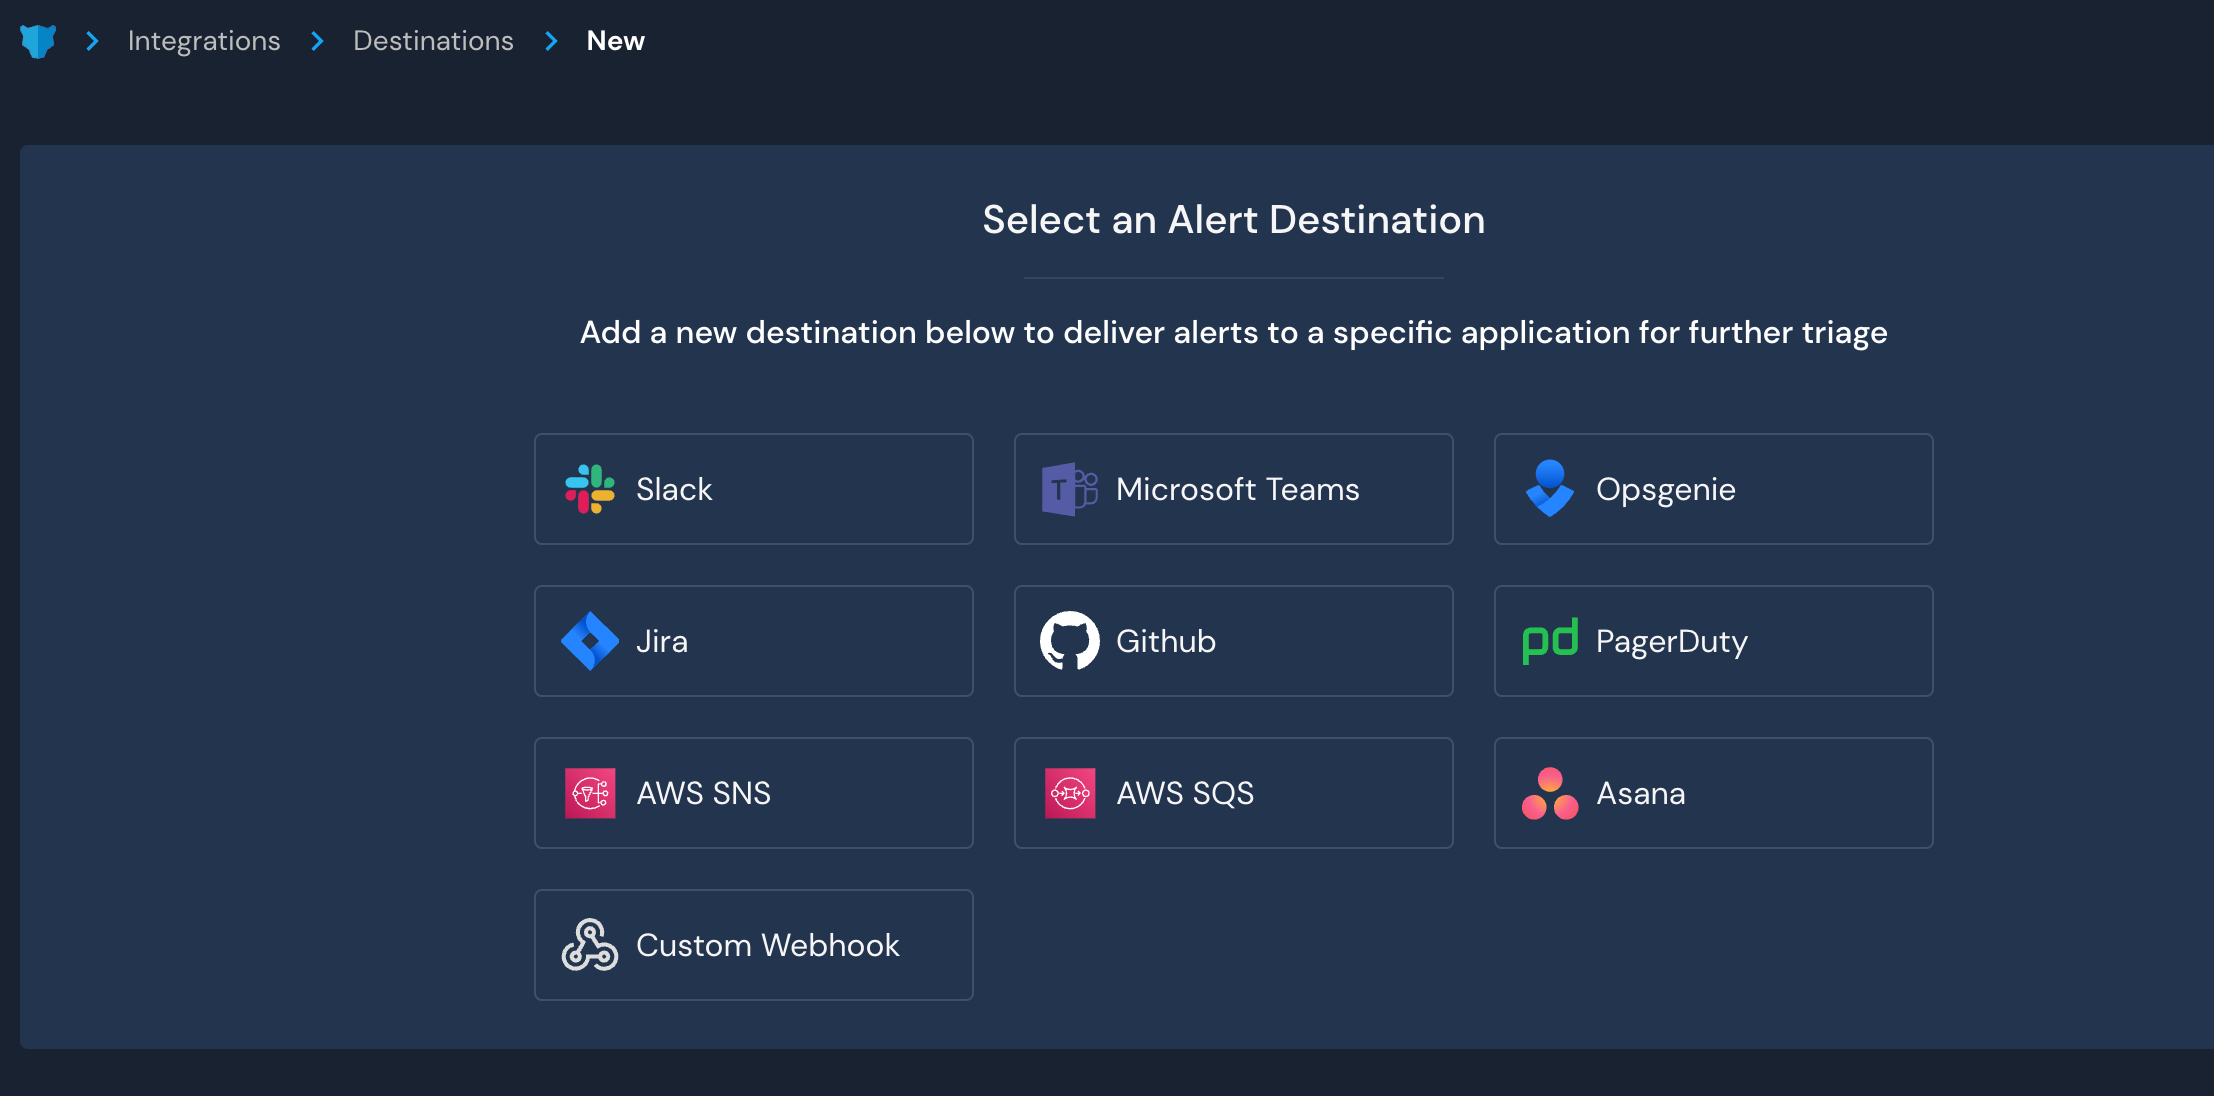 Integrations Destinations New
Select an Alert Destination
Add a new destination below to deliver alerts to a specific application for further triage
Slack
Microsoft Teams
Opsgenie
Jira
Github
PagerDuty
AWS SNS
AWS SQS
Asana
Custom Webhook